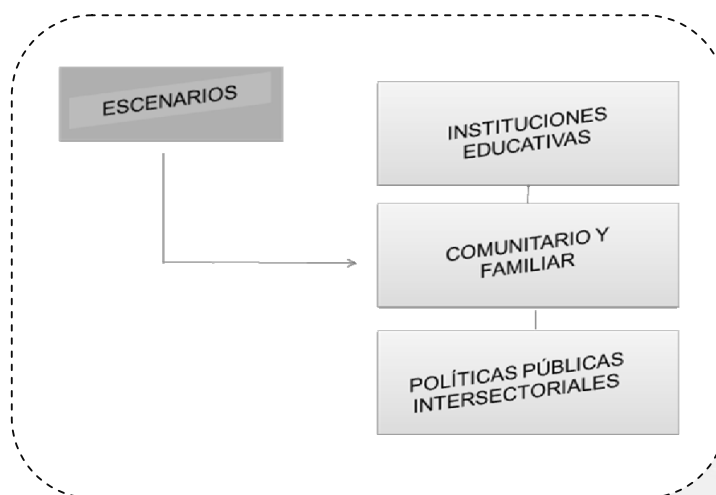 ESCENARIOS
INSTITUCIONES
EDUCATIVAS
COMUNITARIO Y
FAMILIAR
POLÍTICAS PÚBLICAS
INTERSECTORIALES